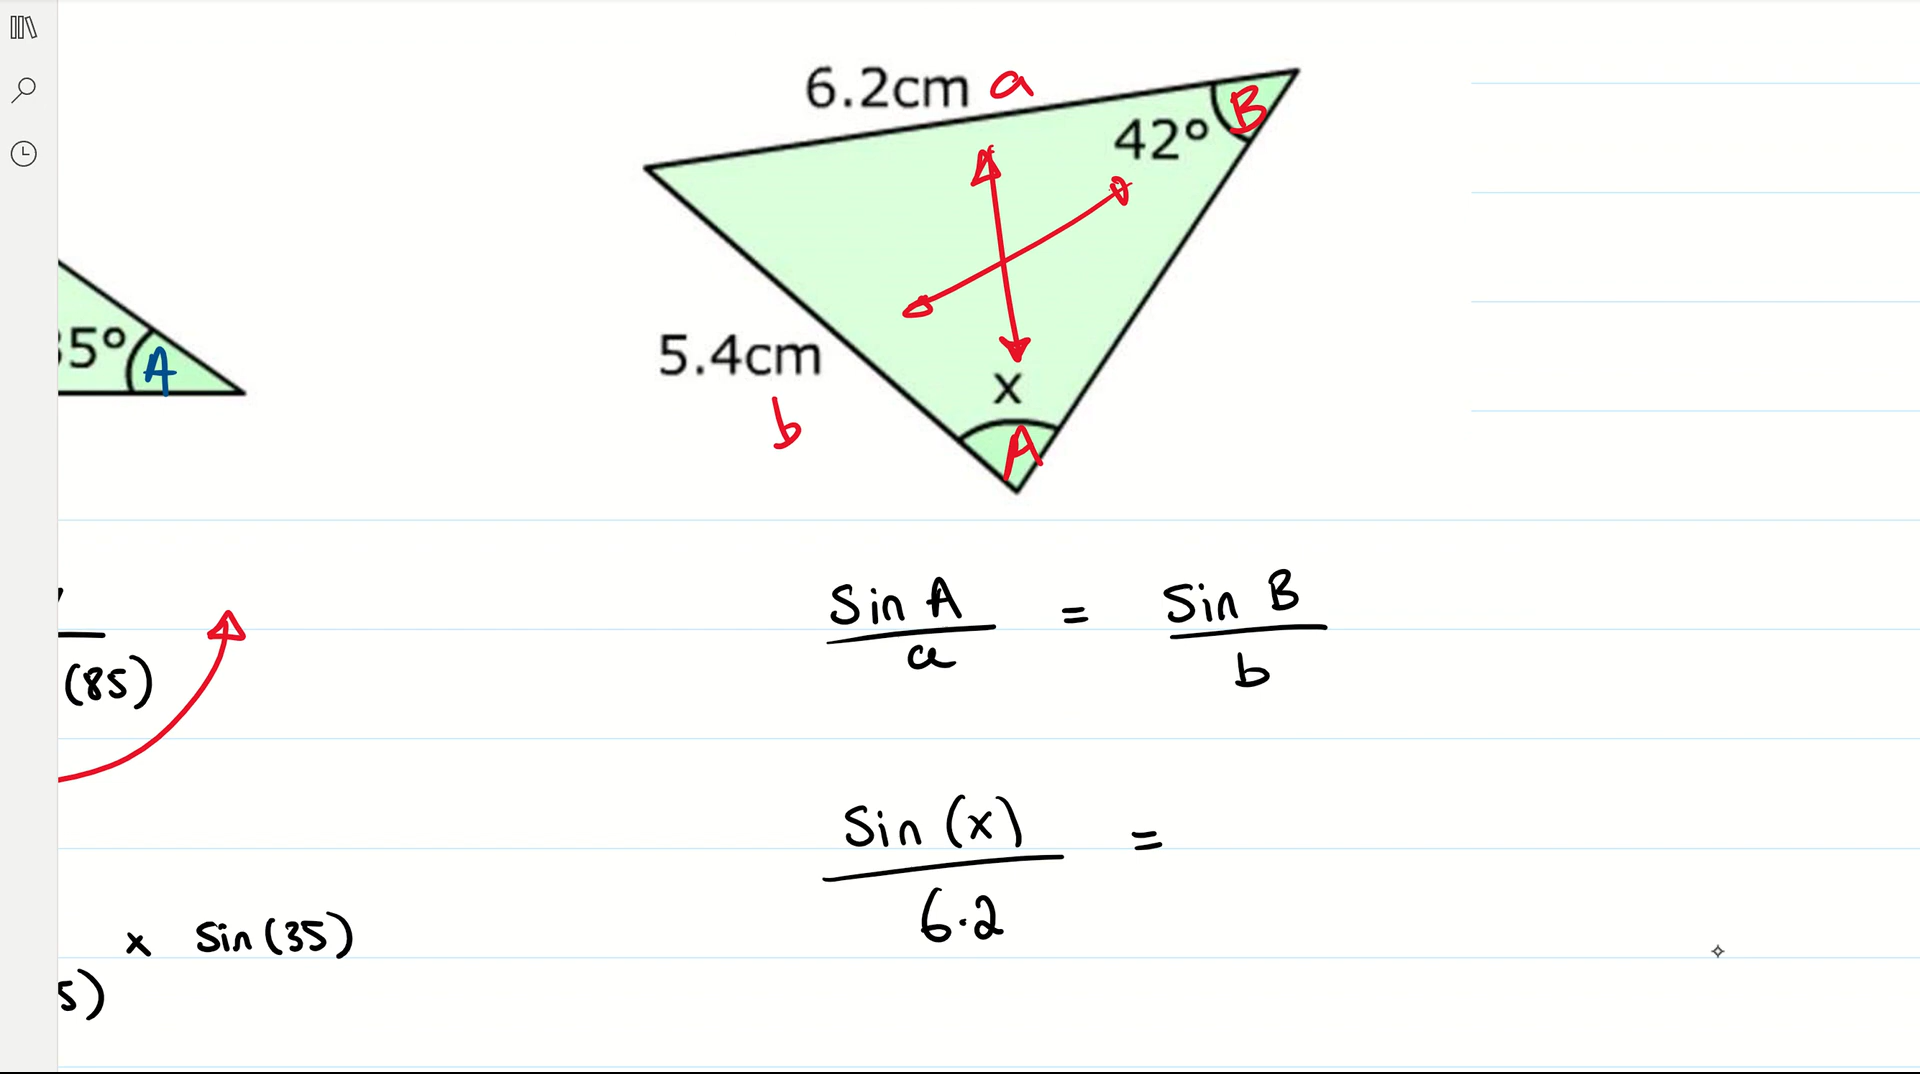 6.2cm a
42° B
5° A
5.4cm
b
x
A
Sin A = Sin B
a b
(85)
Sin (x) =
6.2
x Sin(35)
5)